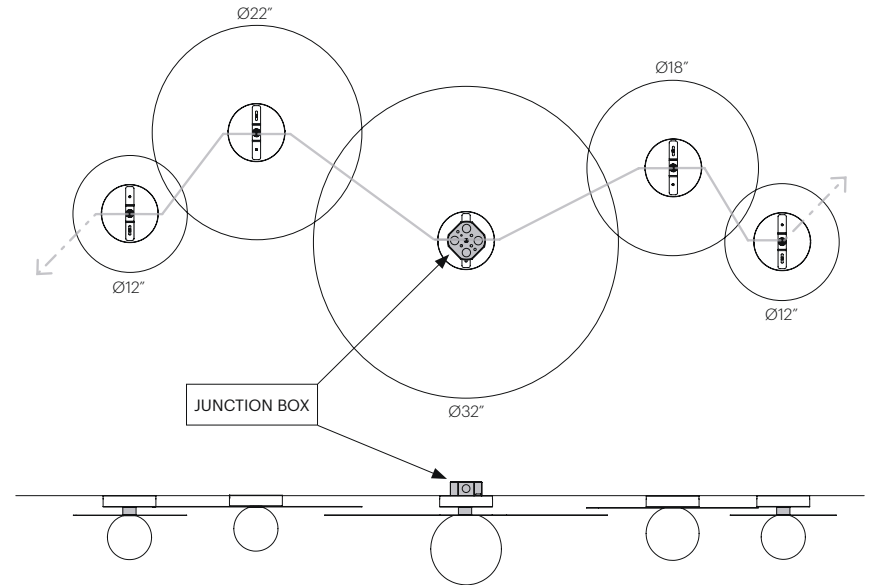 Ø22”
Ø18”
Ø12”
Ø12”
JUNCTION BOX
Ø32”